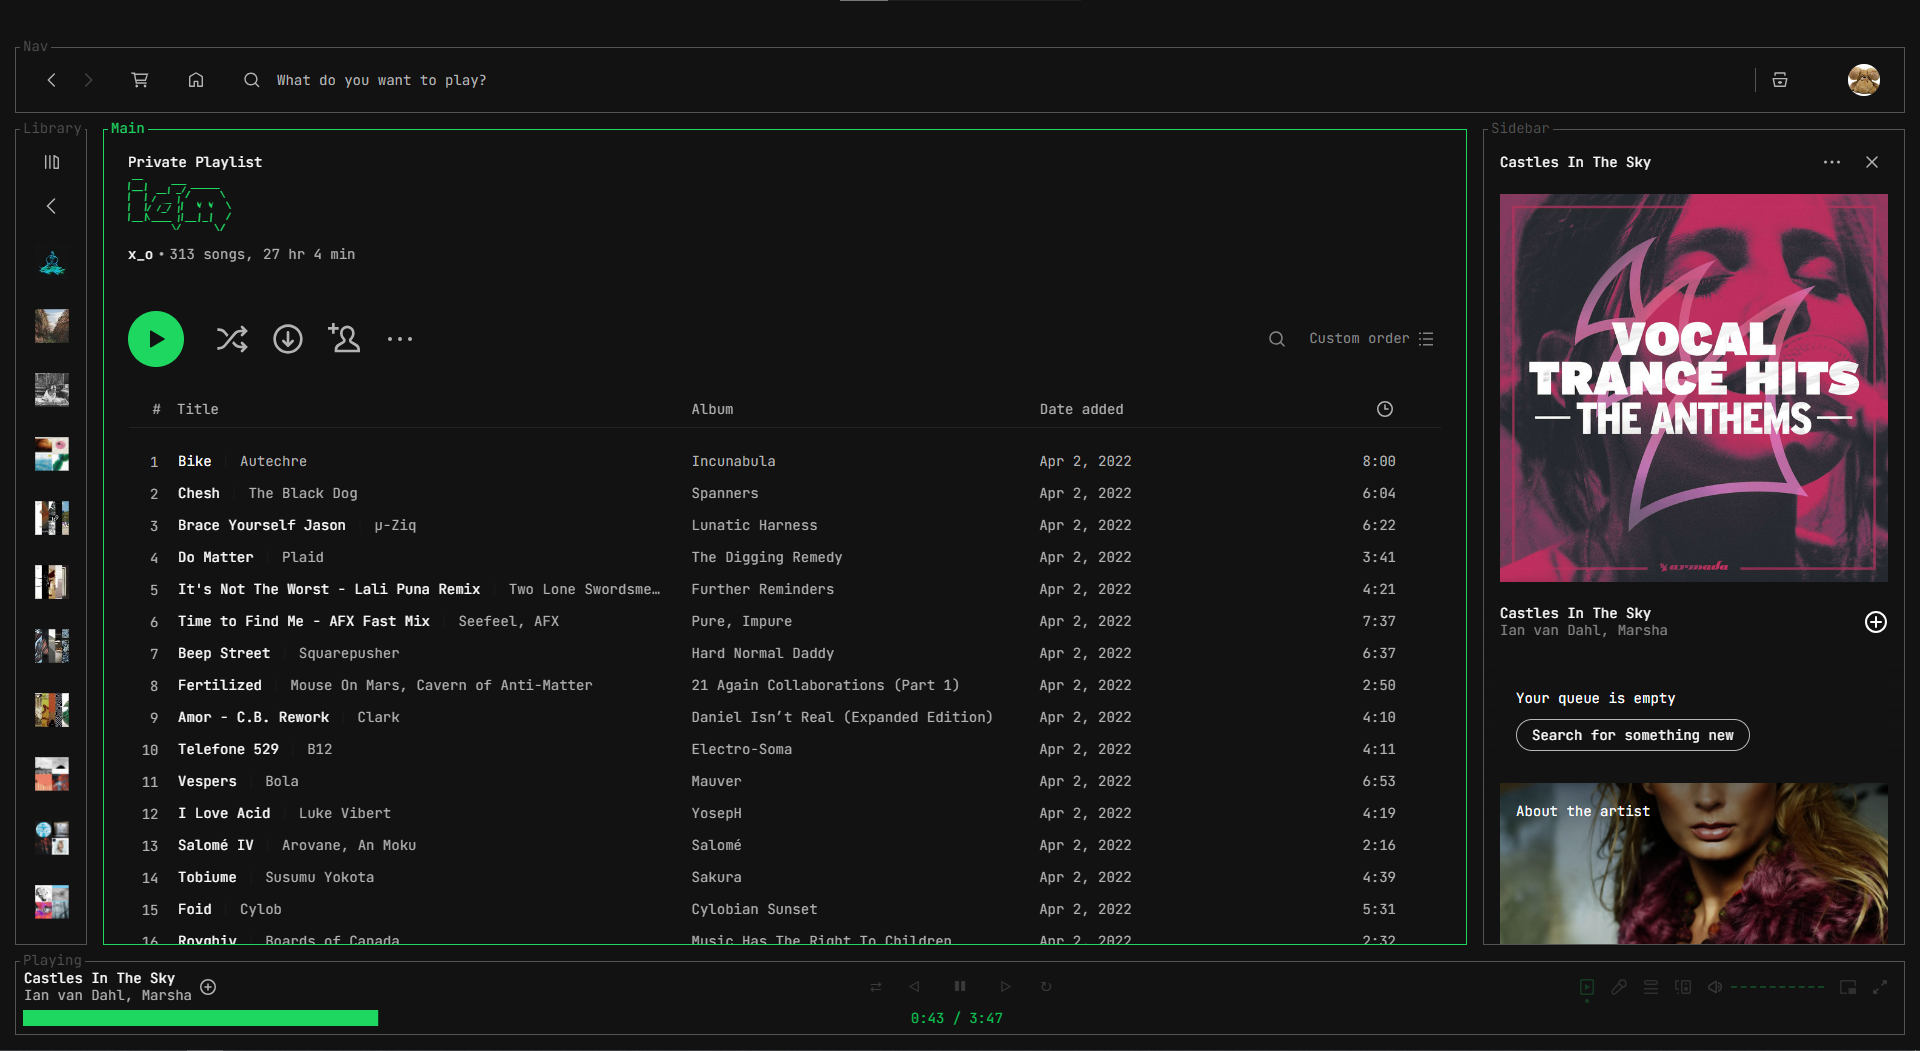 Nav
What do you want to play?
Library
Main
Private Playlist
idm
x_o • 313 songs, 27 hr 4 min
Custom order
# Title Album Date added
1 Bike Autechre Incunabula Apr 2, 2022 8:00
2 Chesh The Black Dog Spanners Apr 2, 2022 6:04
3 Brace Yourself Jason µ-Ziq Lunatic Harness Apr 2, 2022 6:22
4 Do Matter Plaid The Digging Remedy Apr 2, 2022 3:41
5 It's Not The Worst - Lali Puna Remix Two Lone Swordsme… Further Reminders Apr 2, 2022 4:21
6 Time to Find Me - AFX Fast Mix Seefeel, AFX Pure, Impure Apr 2, 2022 7:37
7 Beep Street Squarepusher Hard Normal Daddy Apr 2, 2022 6:37
8 Fertilized Mouse On Mars, Cavern of Anti-Matter 21 Again Collaborations (Part 1) Apr 2, 2022 2:50
9 Amor - C.B. Rework Clark Daniel Isn’t Real (Expanded Edition) Apr 2, 2022 4:10
10 Telefone 529 B12 Electro-Soma Apr 2, 2022 4:11
11 Vespers Bola Mauver Apr 2, 2022 6:53
12 I Love Acid Luke Vibert YosepH Apr 2, 2022 4:19
13 Salomé IV Arovane, An Moku Salomé Apr 2, 2022 2:16
14 Tobiume Susumu Yokota Sakura Apr 2, 2022 4:39
15 Foid Cylob Cylobian Sunset Apr 2, 2022 5:31
16 Roygbiv Boards of Canada Music Has The Right To Children Apr 2, 2022 2:32
Sidebar
Castles In The Sky
VOCAL
TRANCE HITS
THE ANTHEMS
armada
Castles In The Sky
Ian van Dahl, Marsha
Your queue is empty
Search for something new
About the artist
Playing
Castles In The Sky
Ian van Dahl, Marsha
0:43 / 3:47